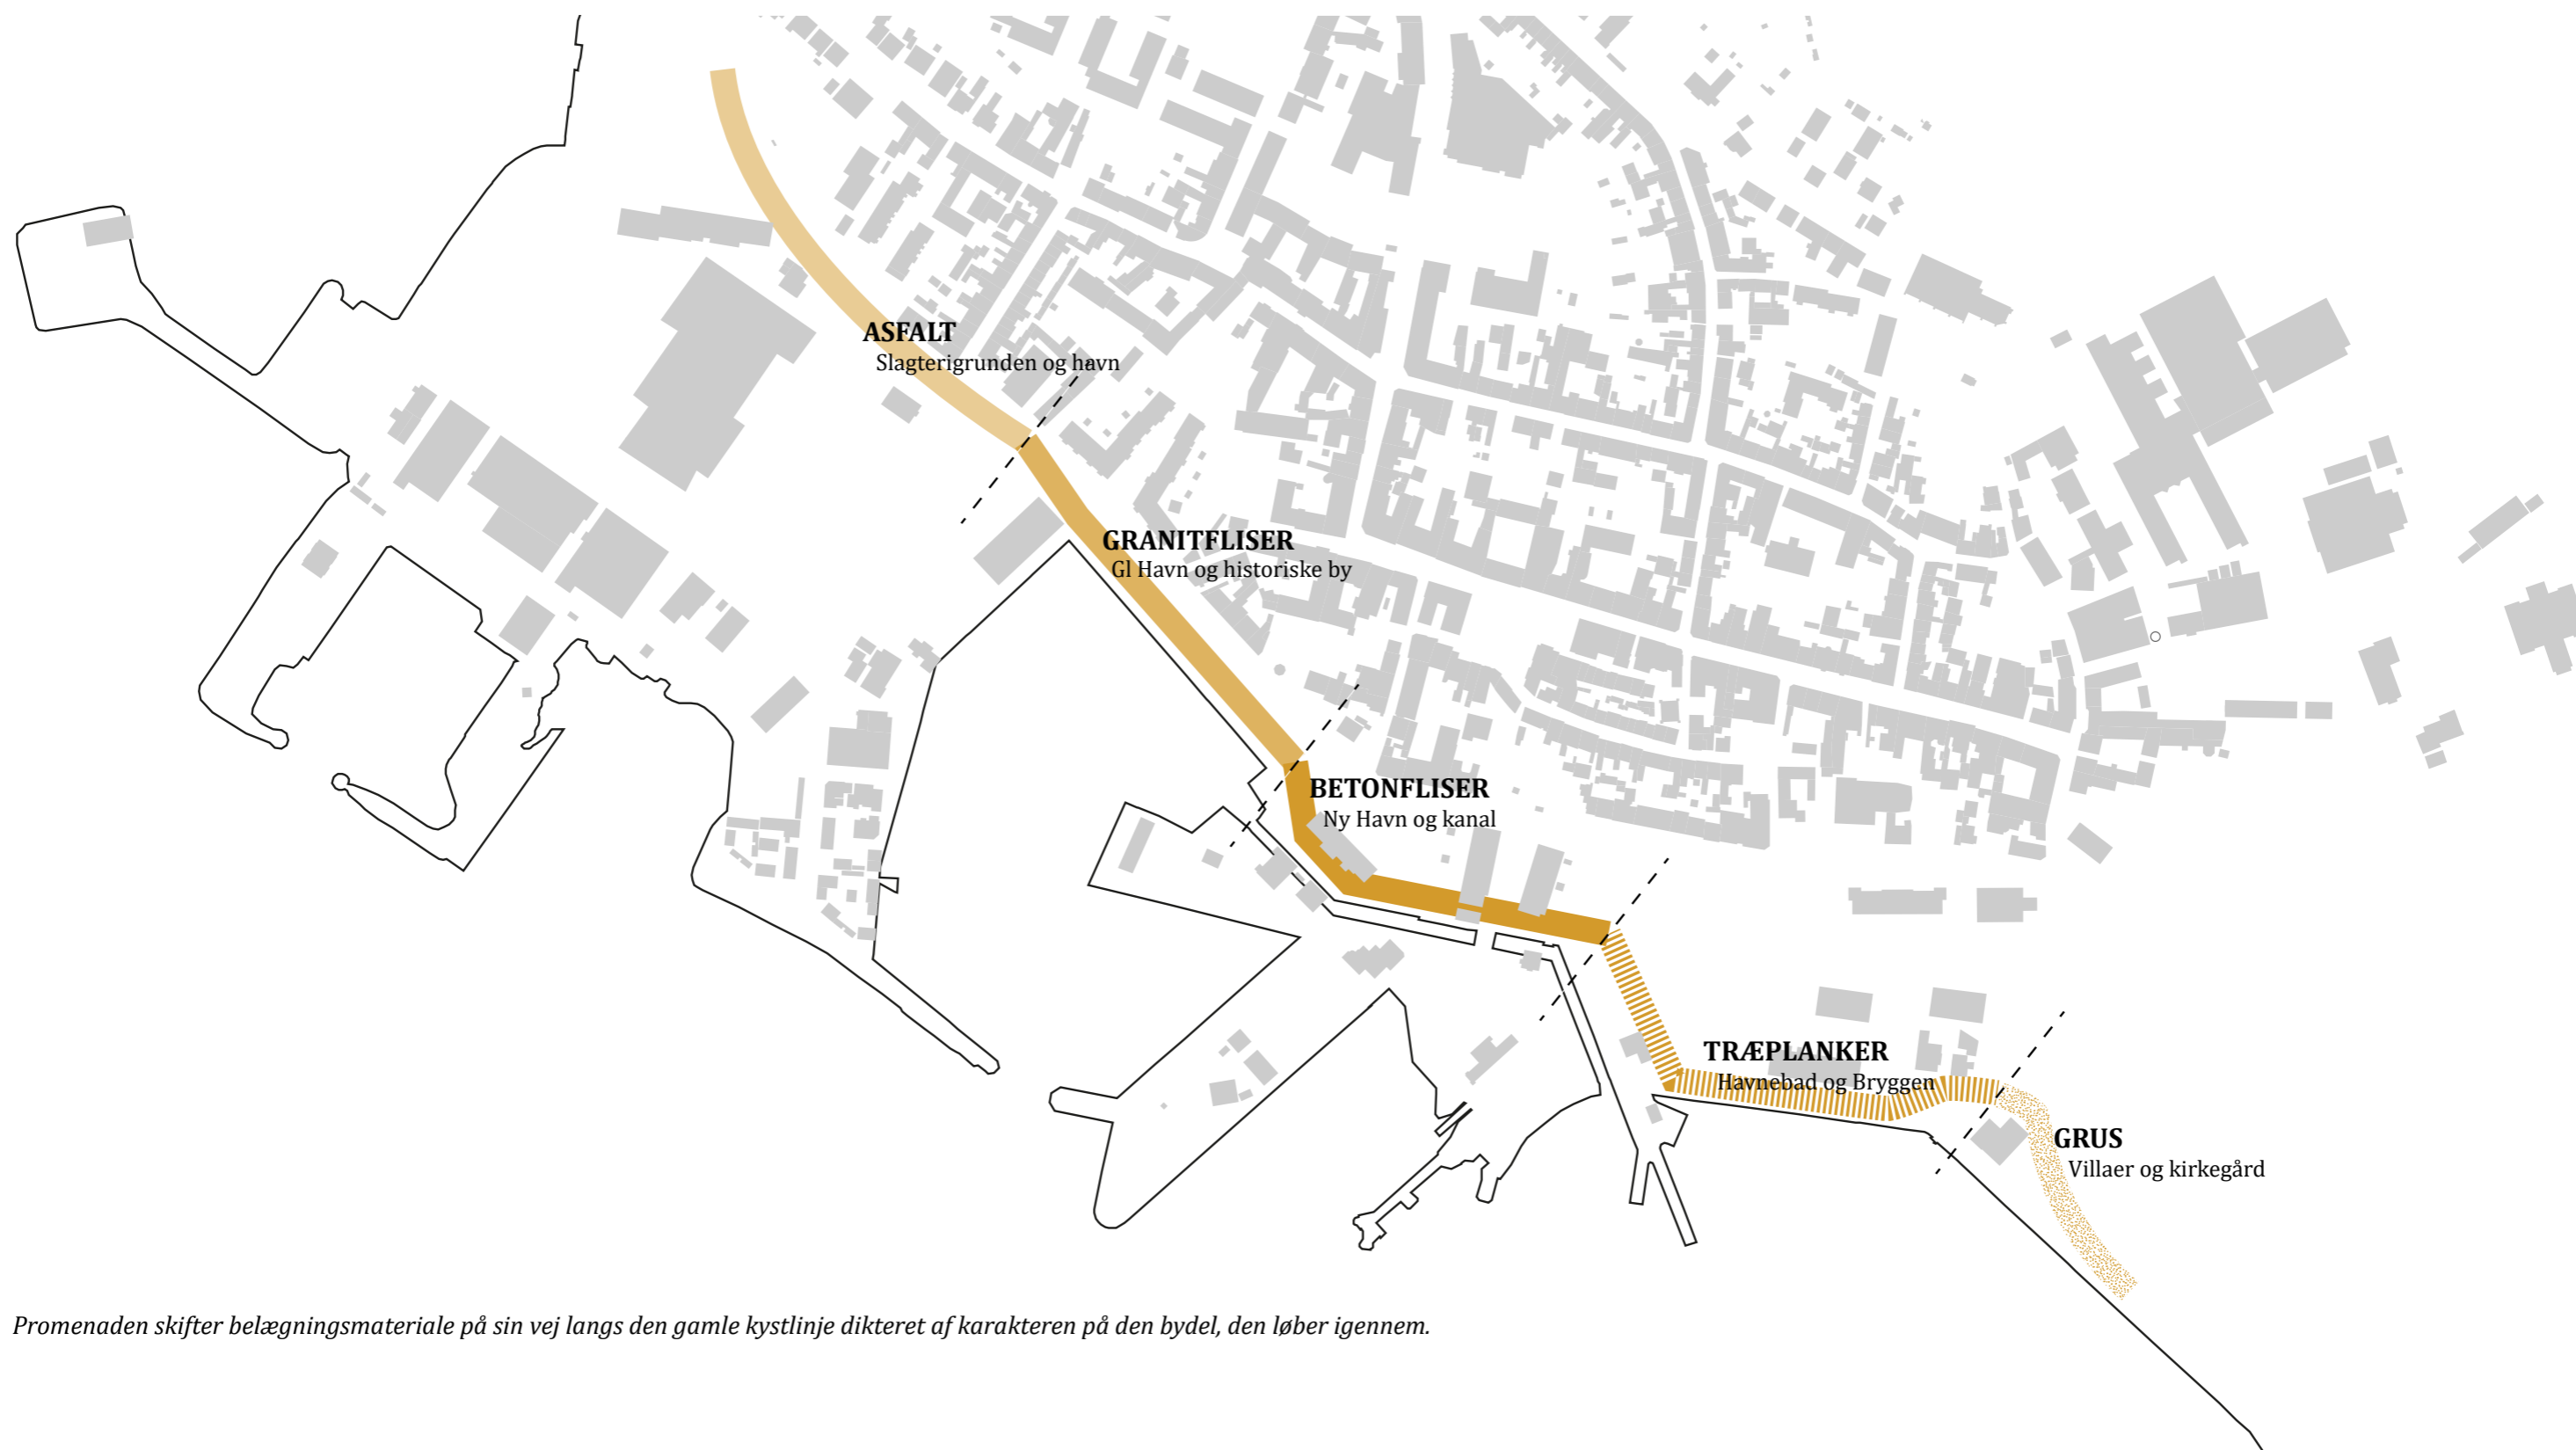 ASFALT
Slagterigrunden og havn
GRANITFLISER
Gl Havn og historiske by
BETONFLISER
Ny Havn og kanal
TRÆPLANKER
Havnebad og Bryggen
GRUS
Villaer og kirkegård
Promenaden skifter belægningsmateriale på sin vej langs den gamle kystlinje dikteret af karakteren på den bydel, den løber igennem.